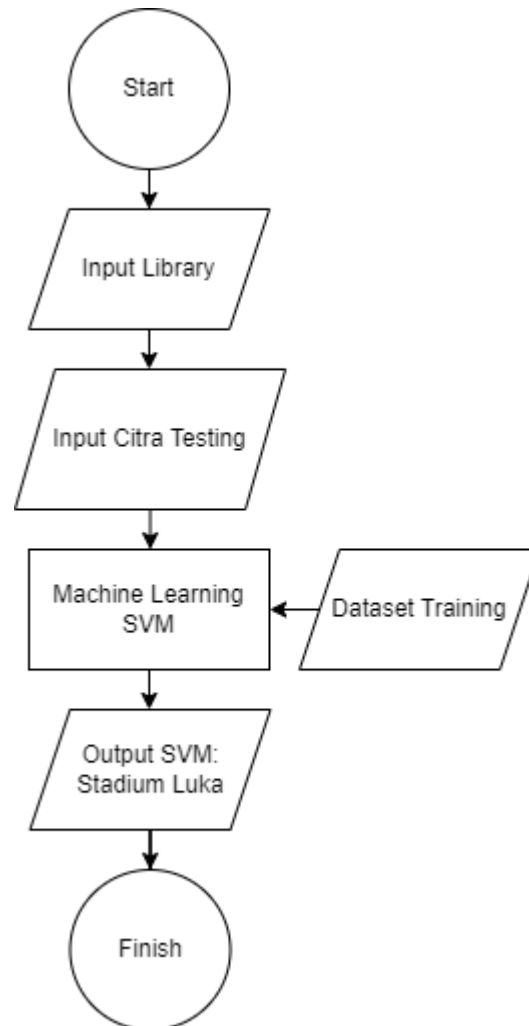 Start
Input Library
Input Citra Testing
Machine Learning
SVM
Dataset Training
Output SVM:
Stadium Luka
Finish